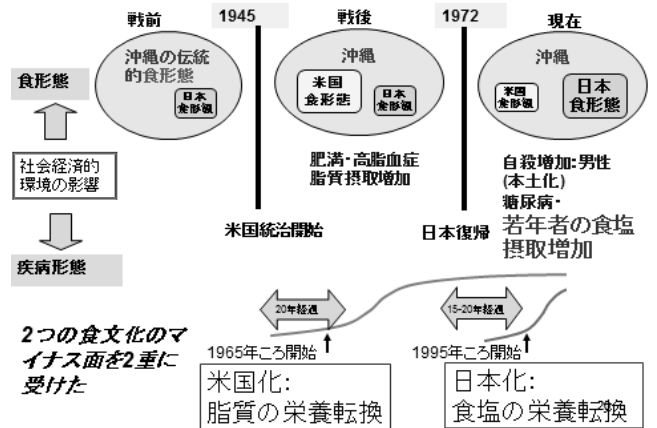 戦前
1945
戦後
1972
現在
食形態
沖縄の伝統
的食形態
日本
食形態
沖縄
米国
食形態
日本
食形態
沖縄
米国
食形態
日本
食形態
社会経済的
環境の影響
疾病形態
肥満・高脂血症
脂質摂取増加
自殺増加:男性
(本土化)
糖尿病・
若年者の食塩
摂取増加
米国統治開始
日本復帰
2つの食文化のマ
イナス面を2重に
受けた
20年経過
1965年ころ開始
米国化:
脂質の栄養転換
15-20年経過
1995年ころ開始
日本化:
食塩の栄養転換